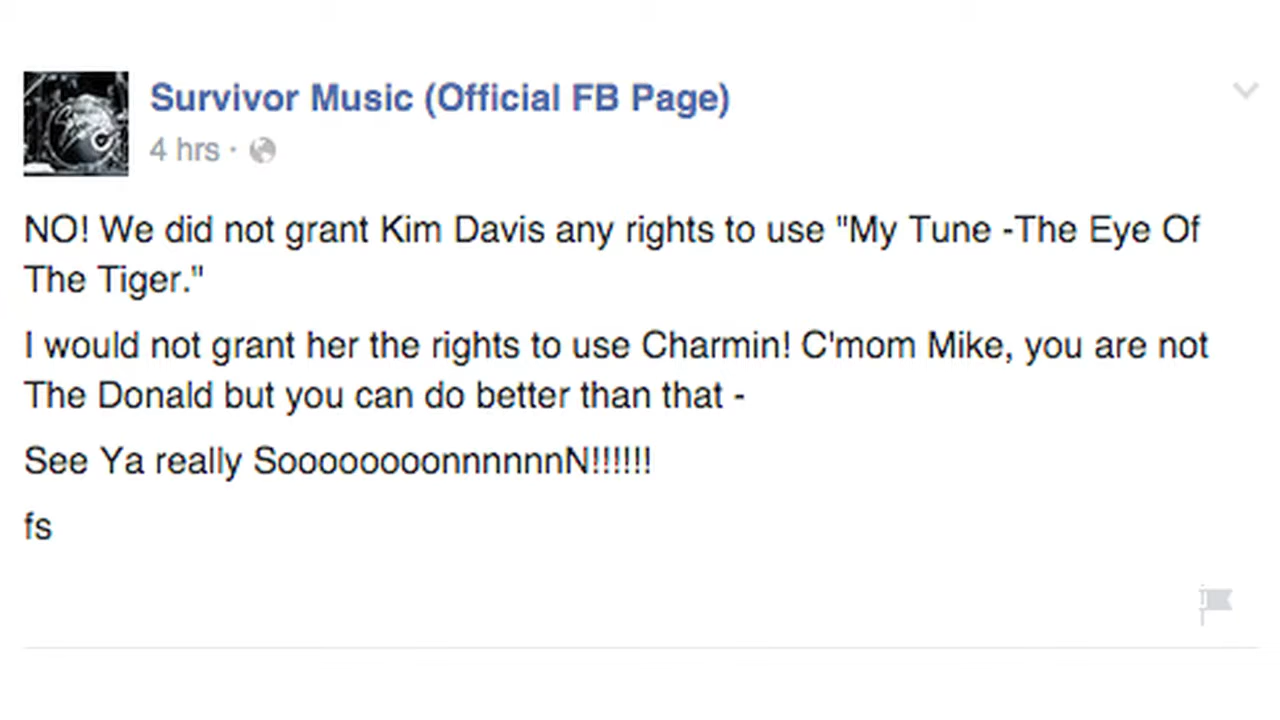 Survivor Music (Official FB Page)
4 hrs ·
NO! We did not grant Kim Davis any rights to use "My Tune -The Eye Of
The Tiger."
I would not grant her the rights to use Charmin! C'mom Mike, you are not
The Donald but you can do better than that -
See Ya really SooooooooonnnnnnN!!!!!!
fs